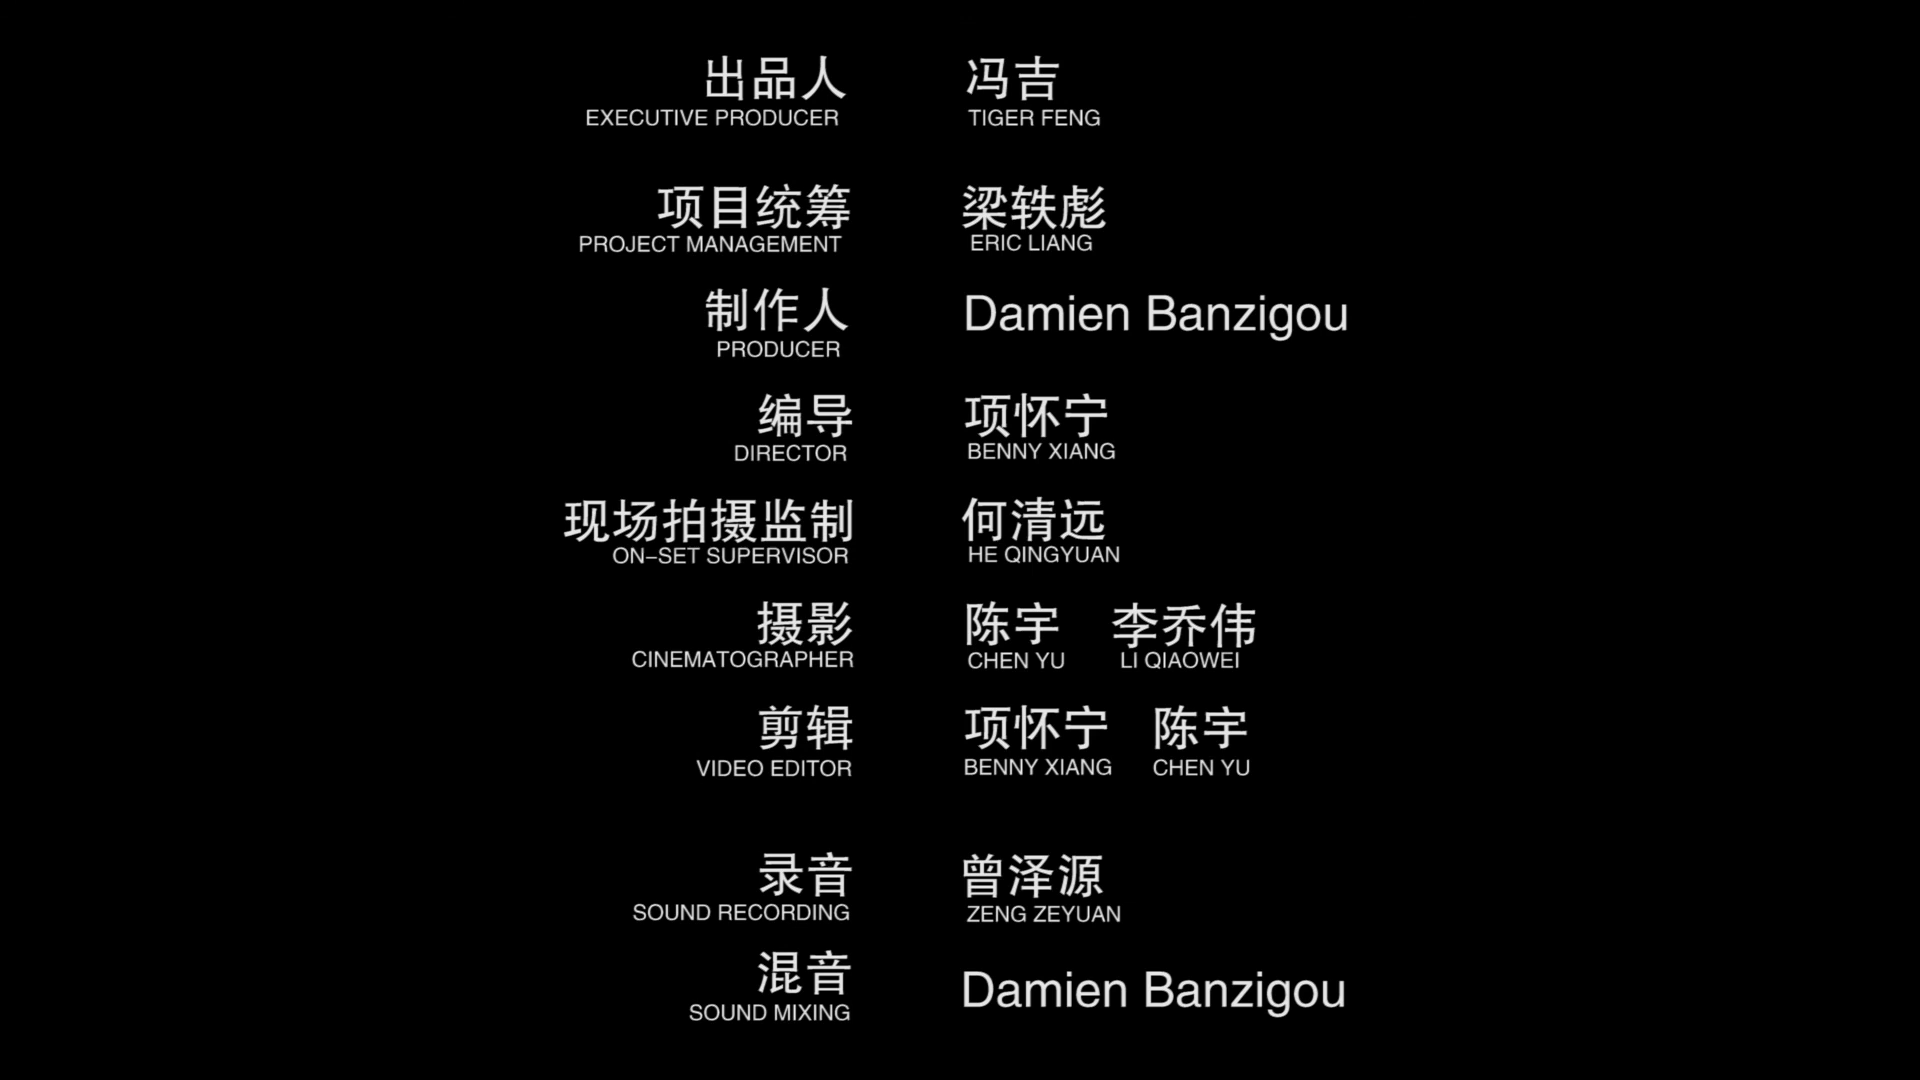 出品人 冯吉
EXECUTIVE PRODUCER TIGER FENG
项目统筹 梁轶彪
PROJECT MANAGEMENT ERIC LIANG
制作人 Damien Banzigou
PRODUCER
编导 项怀宁
DIRECTOR BENNY XIANG
现场拍摄监制 何清远
ON–SET SUPERVISOR HE QINGYUAN
摄影 陈宇 李乔伟
CINEMATOGRAPHER CHEN YU LI QIAOWEI
剪辑 项怀宁 陈宇
VIDEO EDITOR BENNY XIANG CHEN YU
录音 曾泽源
SOUND RECORDING ZENG ZEYUAN
混音 Damien Banzigou
SOUND MIXING